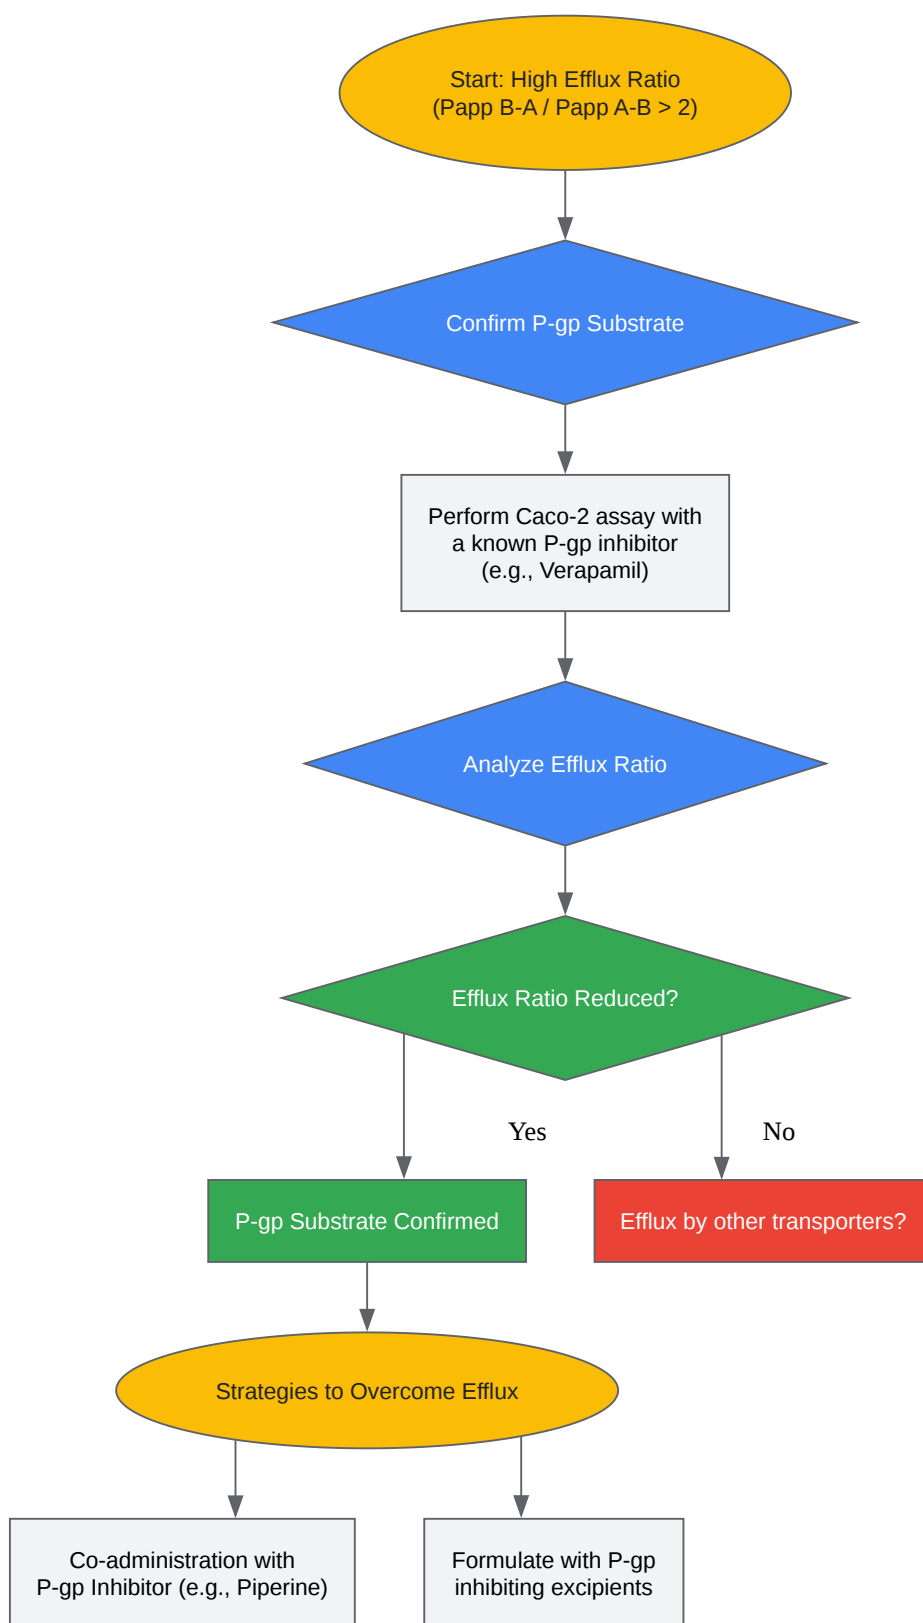 Start: High Efflux Ratio
(Papp B-A / Papp A-B > 2)
Confirm P-gp Substrate
Perform Caco-2 assay with
a known P-gp inhibitor
(e.g., Verapamil)
Analyze Efflux Ratio
Efflux Ratio Reduced?
Yes
No
P-gp Substrate Confirmed
Efflux by other transporters?
Strategies to Overcome Efflux
Co-administration with
P-gp Inhibitor (e.g., Piperine)
Formulate with P-gp
inhibiting excipients